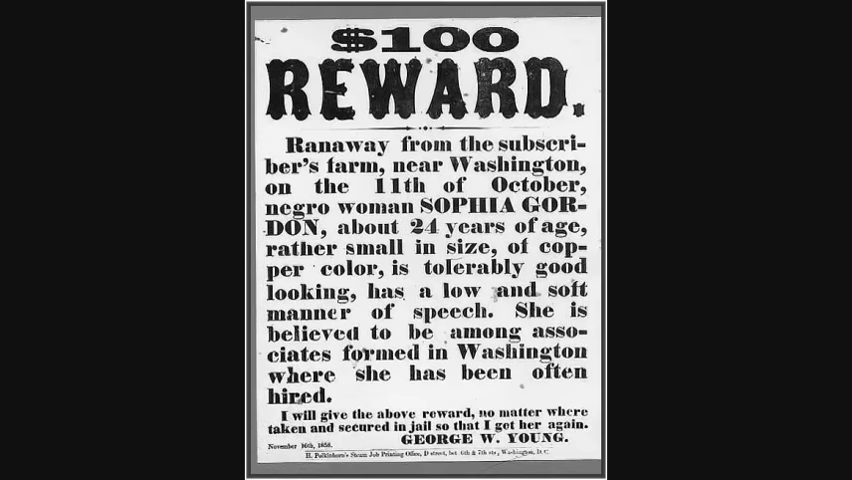 $100
REWARD.
Ranaway from the subscri-
ber's farm, near Washington,
on the 11th of October,
negro woman SOPHIA GOR-
DON, about 24 years of age,
rather small in size, of cop-
per color, is tolerably good
looking, has a low and soft
manner of speech. She is
believed to be among asso-
ciates formed in Washington
where she has been often
hired.
I will give the above reward, no matter where
taken and secured in jail so that I get her again.
GEORGE W. YOUNG.
November 16th, 1858.
H. Polkinhorn's Steam Job Printing Office, D street, bet. 6th & 7th sts., Washington, D. C.